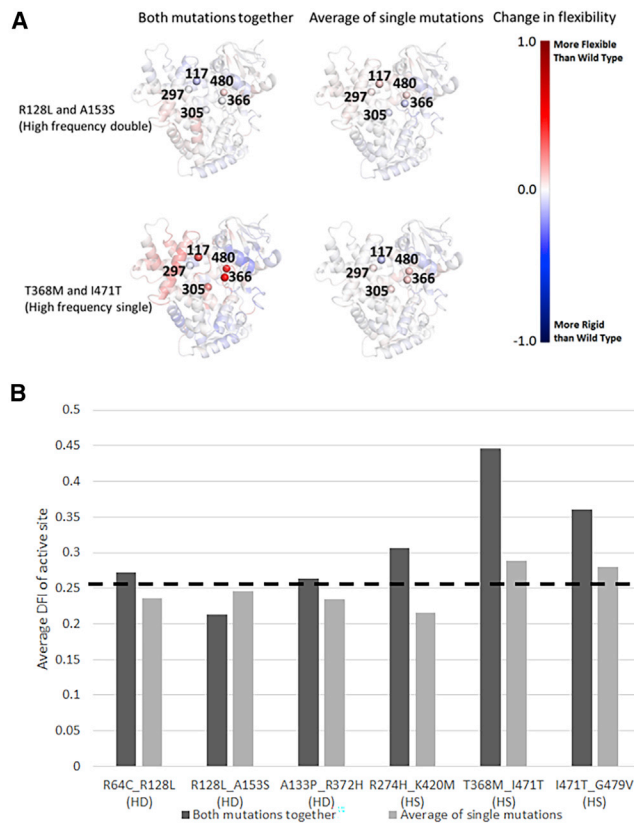 A
Both mutations together
Average of single mutations
Change in flexibility
R128L and A153S
(High frequency double)
117
480
297
366
305
117
480
297
366
305
1.0
More Flexible
Than Wild Type
0.0
T368M and I471T
(High frequency single)
117
480
297
366
305
117
480
297
366
305
More Rigid
than Wild Type
-1.0
B
Average DFI of active site
0.5
0.45
0.4
0.35
0.3
0.25
0.2
0.15
0.1
0.05
0
R64C_R128L R128L_A153S A133P_R372H R274H_K420M T368M_I471T I471T_G479V
(HD) (HD) (HD) (HS) (HS) (HS)
Both mutations together Average of single mutations